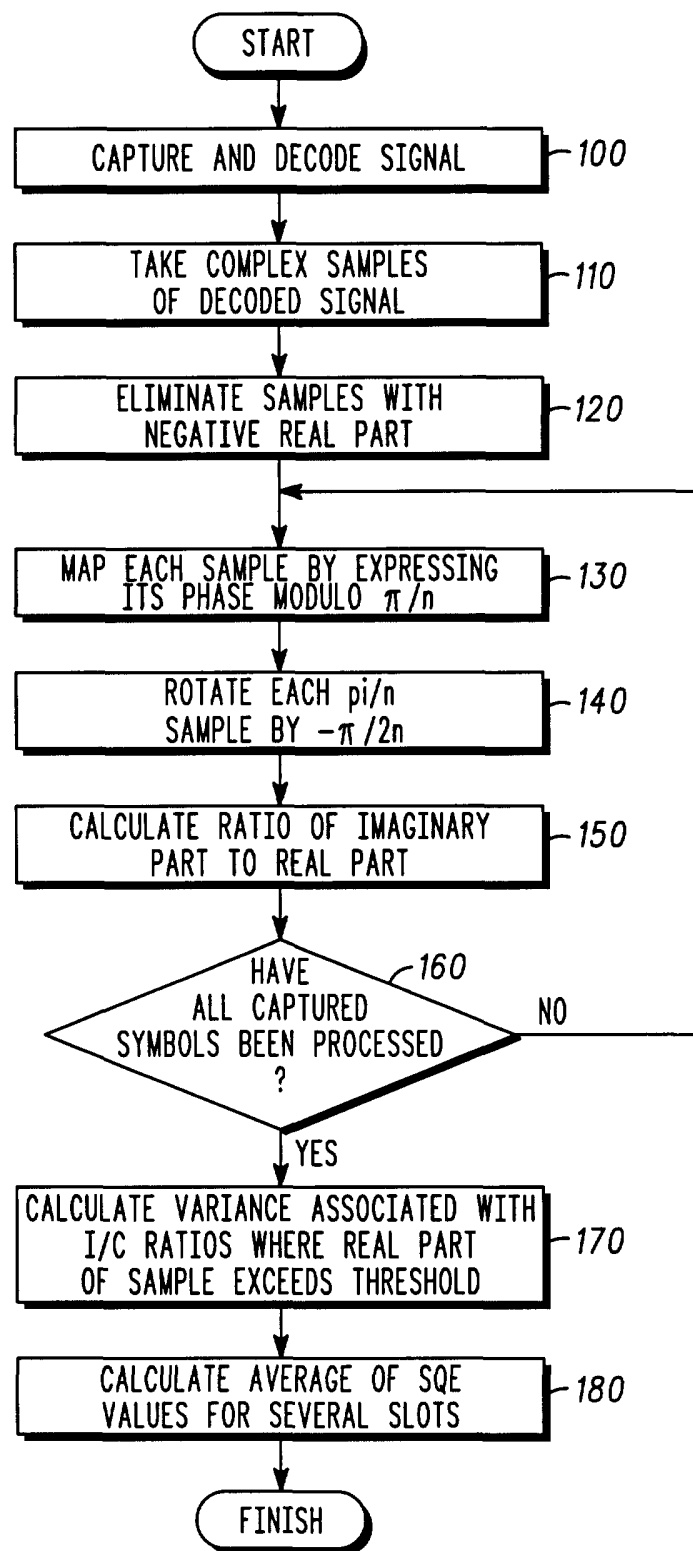 START
CAPTURE AND DECODE SIGNAL
100
TAKE COMPLEX SAMPLES
OF DECODED SIGNAL
110
ELIMINATE SAMPLES WITH
NEGATIVE REAL PART
120
MAP EACH SAMPLE BY EXPRESSING
ITS PHASE MODULO π/n
130
ROTATE EACH pi/n
SAMPLE BY -π/2n
140
CALCULATE RATIO OF IMAGINARY
PART TO REAL PART
150
HAVE
ALL CAPTURED
SYMBOLS BEEN PROCESSED
?
160
NO
YES
CALCULATE VARIANCE ASSOCIATED WITH
I/C RATIOS WHERE REAL PART
OF SAMPLE EXCEEDS THRESHOLD
170
CALCULATE AVERAGE OF SQE
VALUES FOR SEVERAL SLOTS
180
FINISH